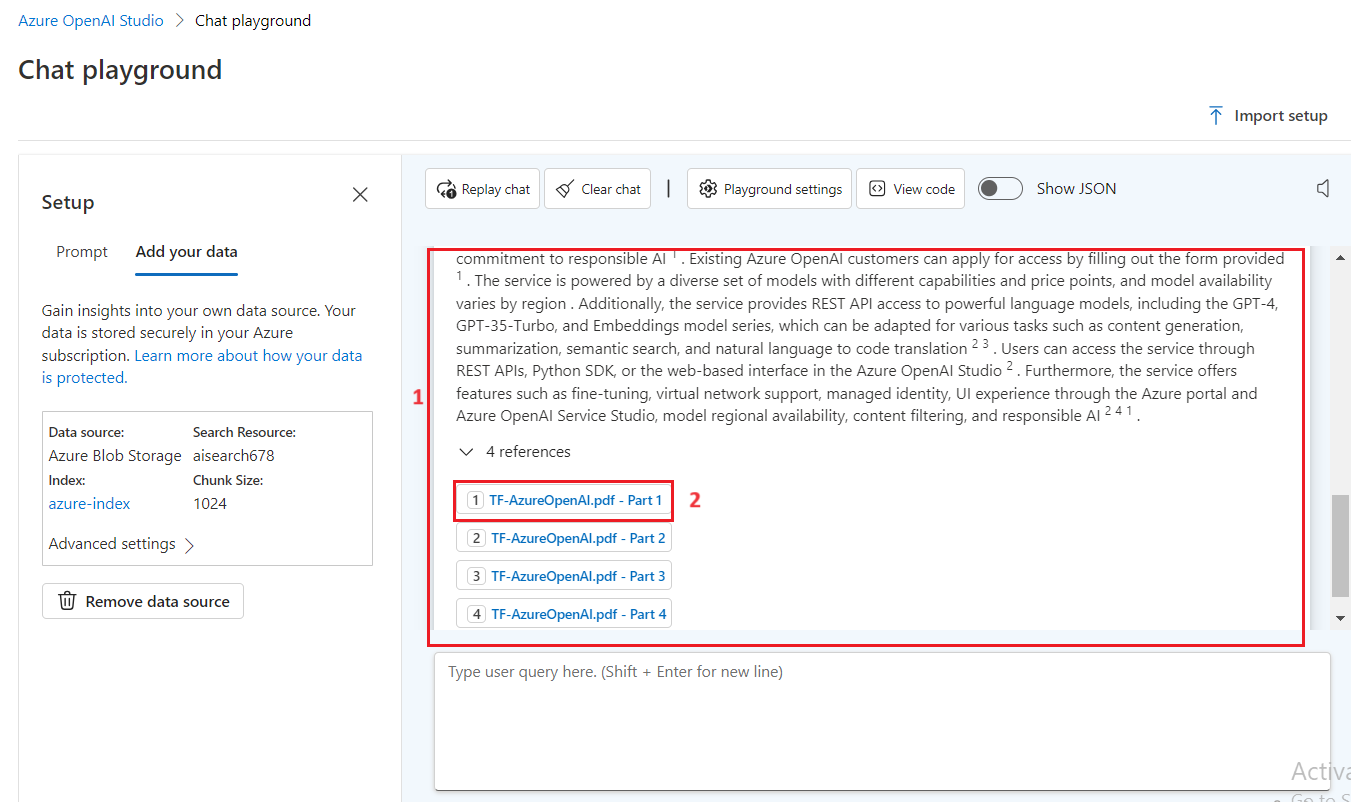 Azure OpenAI Studio > Chat playground
Chat playground
Import setup
Setup
Prompt Add your data
Gain insights into your own data source. Your
data is stored securely in your Azure
subscription. Learn more about how your data
is protected.
Data source: Search Resource:
Azure Blob Storage aisearch678
Index: Chunk Size:
azure-index 1024
Advanced settings
Remove data source
Replay chat Clear chat | Playground settings View code Show JSON
commitment to responsible AI 1 . Existing Azure OpenAI customers can apply for access by filling out the form provided
1 . The service is powered by a diverse set of models with different capabilities and price points, and model availability
varies by region . Additionally, the service provides REST API access to powerful language models, including the GPT-4,
GPT-35-Turbo, and Embeddings model series, which can be adapted for various tasks such as content generation,
summarization, semantic search, and natural language to code translation 2 3 . Users can access the service through
REST APIs, Python SDK, or the web-based interface in the Azure OpenAI Studio 2 . Furthermore, the service offers
features such as fine-tuning, virtual network support, managed identity, UI experience through the Azure portal and
1
Azure OpenAI Service Studio, model regional availability, content filtering, and responsible AI 2 4 1 .
4 references
1 TF-AzureOpenAI.pdf - Part 1 2
2 TF-AzureOpenAI.pdf - Part 2
3 TF-AzureOpenAI.pdf - Part 3
4 TF-AzureOpenAI.pdf - Part 4
Type user query here. (Shift + Enter for new line)